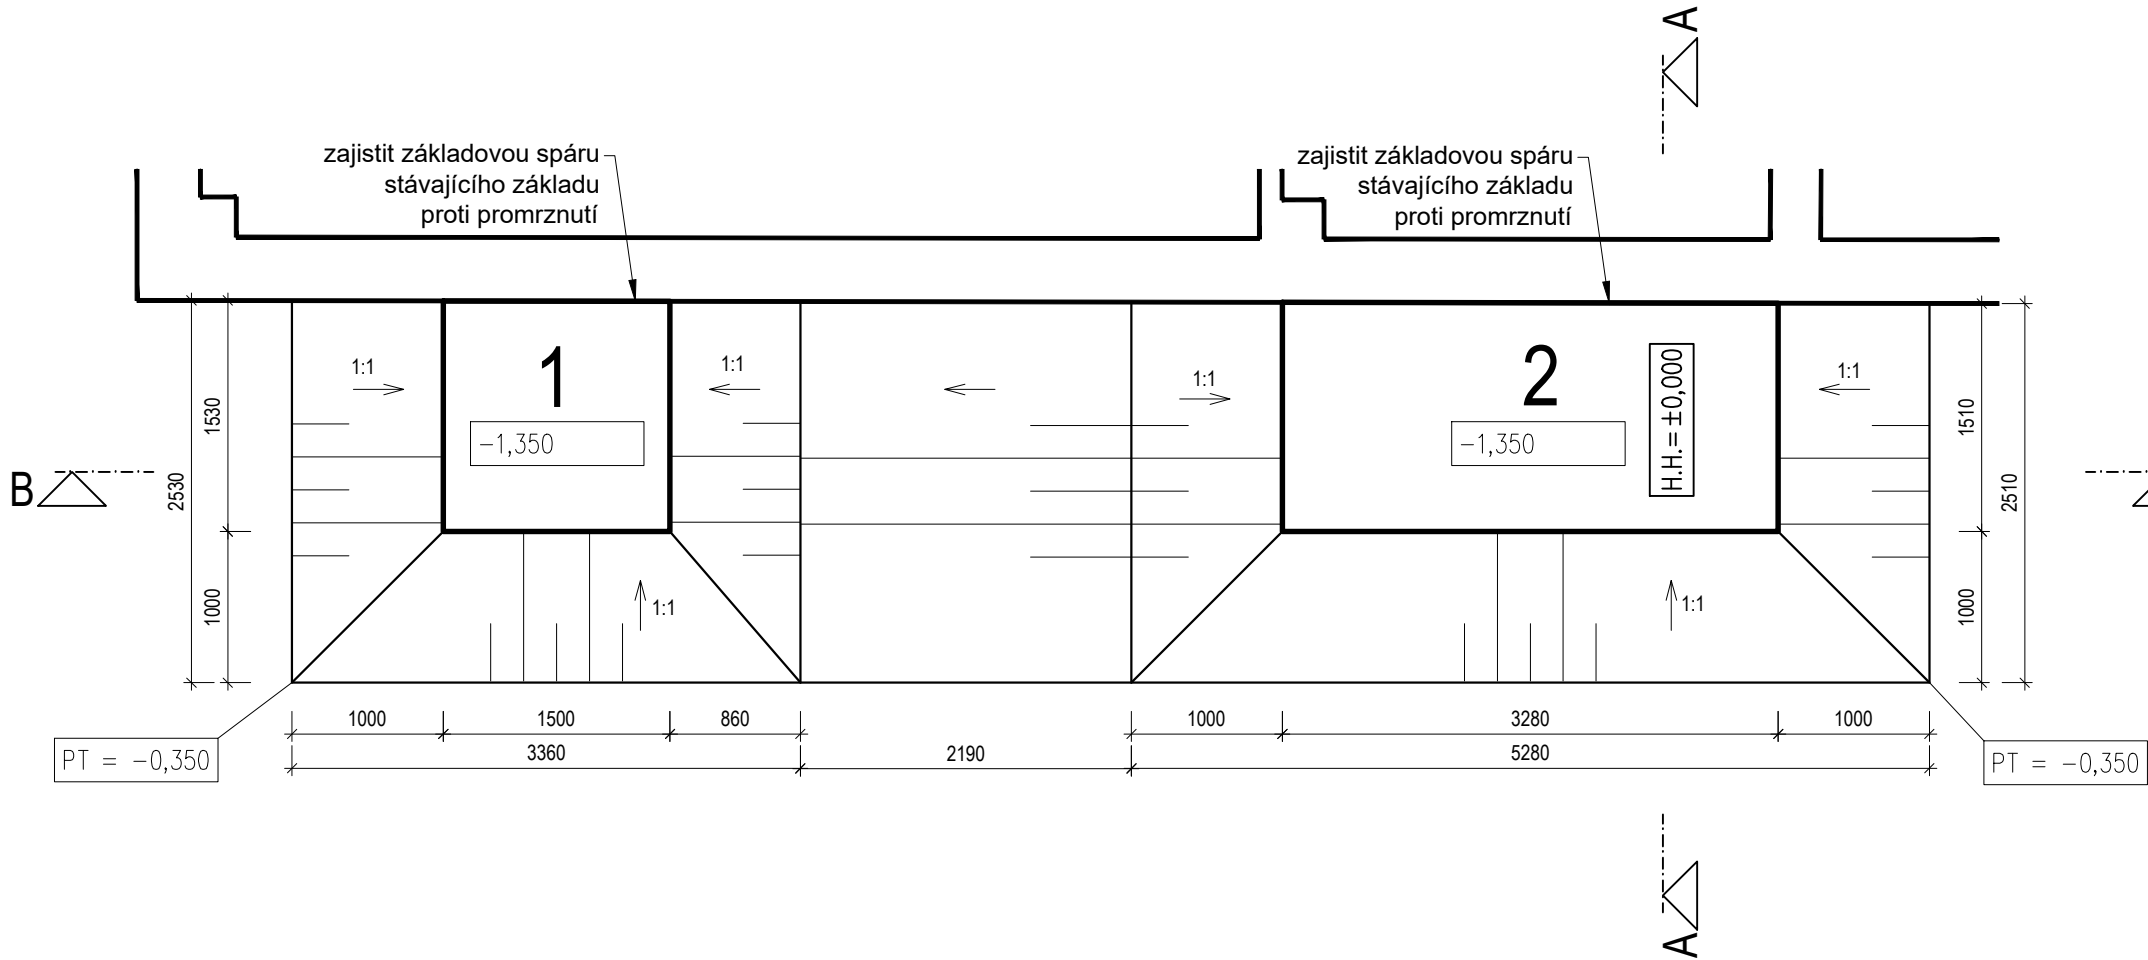 A
zajistit základovou spáru
stávajícího základu
proti promrznutí
zajistit základovou spáru
stávajícího základu
proti promrznutí
1:1
1
1:1
1:1
2
H.H.=±0,000
1:1
1530
1510
−1,350
−1,350
B
2530
2510
1000
1:1
1:1
1000
1000
1500
860
1000
3280
1000
3360
2190
5280
PT = −0,350
PT = −0,350
A